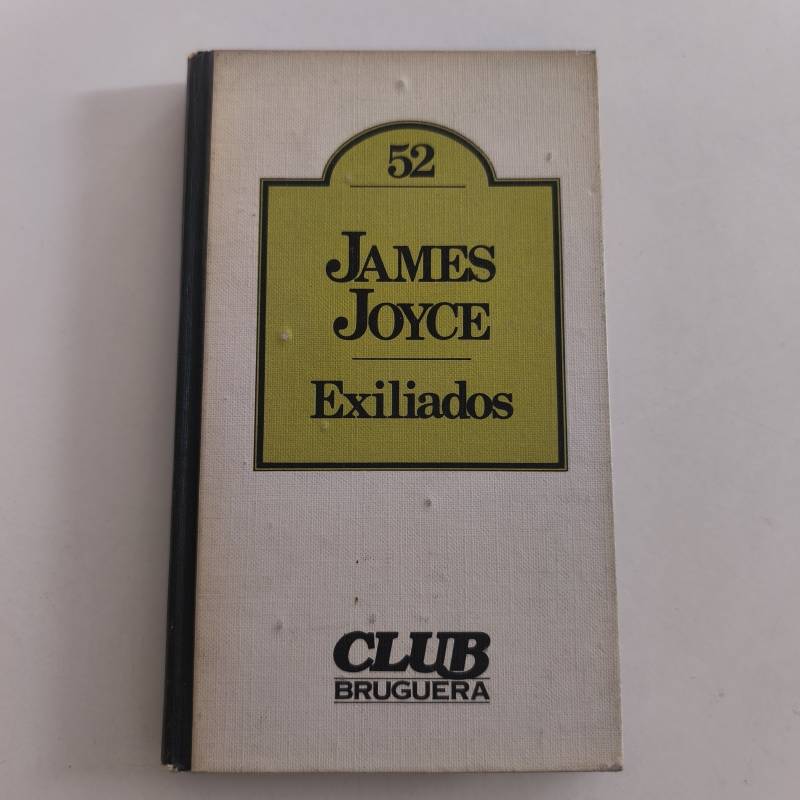 52
JAMES
JOYCE
Exiliados
CLUB
BRUGUERA